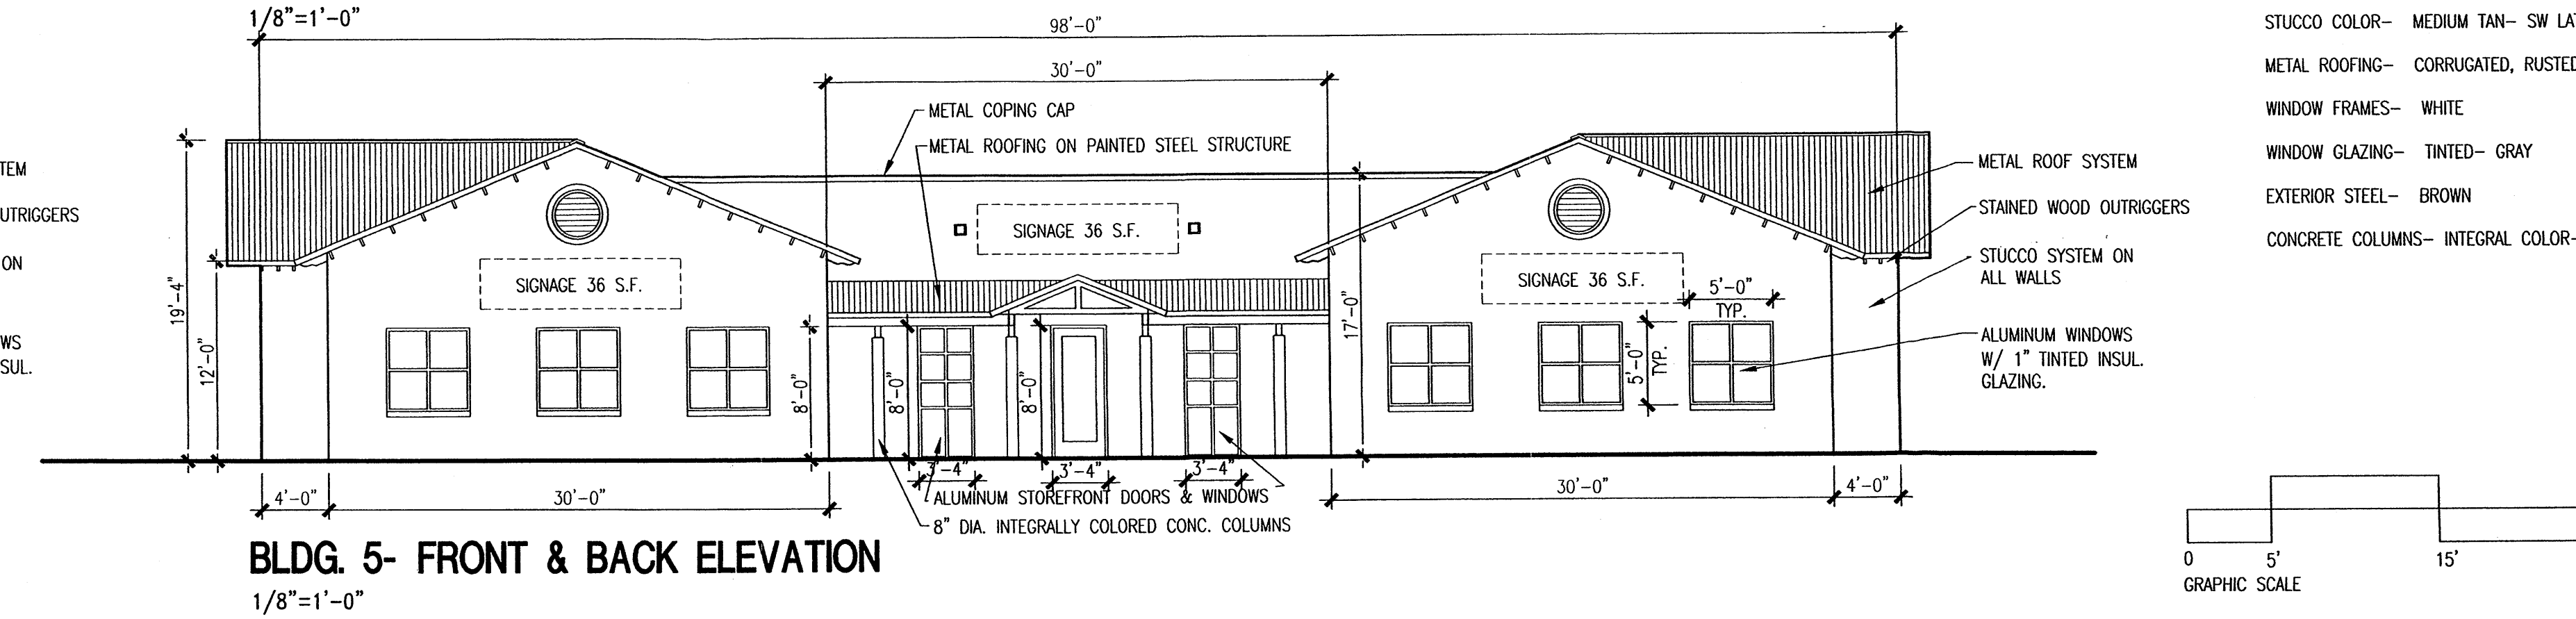 1/8"=1'-0"
98'-0"
30'-0"
METAL COPING CAP
METAL ROOFING ON PAINTED STEEL STRUCTURE
SIGNAGE 36 S.F.
SIGNAGE 36 S.F.
SIGNAGE 36 S.F.
19'-4"
12'-0"
8'-0"
8'-0"
8'-0"
17'-0"
5'-0"
TYP.
5'-0"
TYP.
METAL ROOF SYSTEM
STAINED WOOD OUTRIGGERS
STUCCO SYSTEM ON
ALL WALLS
ALUMINUM WINDOWS
W/ 1" TINTED INSUL.
GLAZING.
3'-4"
3'-4"
3'-4"
4'-0"
30'-0"
30'-0"
4'-0"
ALUMINUM STOREFRONT DOORS & WINDOWS
8" DIA. INTEGRALLY COLORED CONC. COLUMNS
BLDG. 5- FRONT & BACK ELEVATION
1/8"=1'-0"
TEM
UTRIGGERS
ON
WS
SUL.
STUCCO COLOR- MEDIUM TAN- SW LA
METAL ROOFING- CORRUGATED, RUSTED
WINDOW FRAMES- WHITE
WINDOW GLAZING- TINTED- GRAY
EXTERIOR STEEL- BROWN
CONCRETE COLUMNS- INTEGRAL COLOR-
0 5' 15'
GRAPHIC SCALE